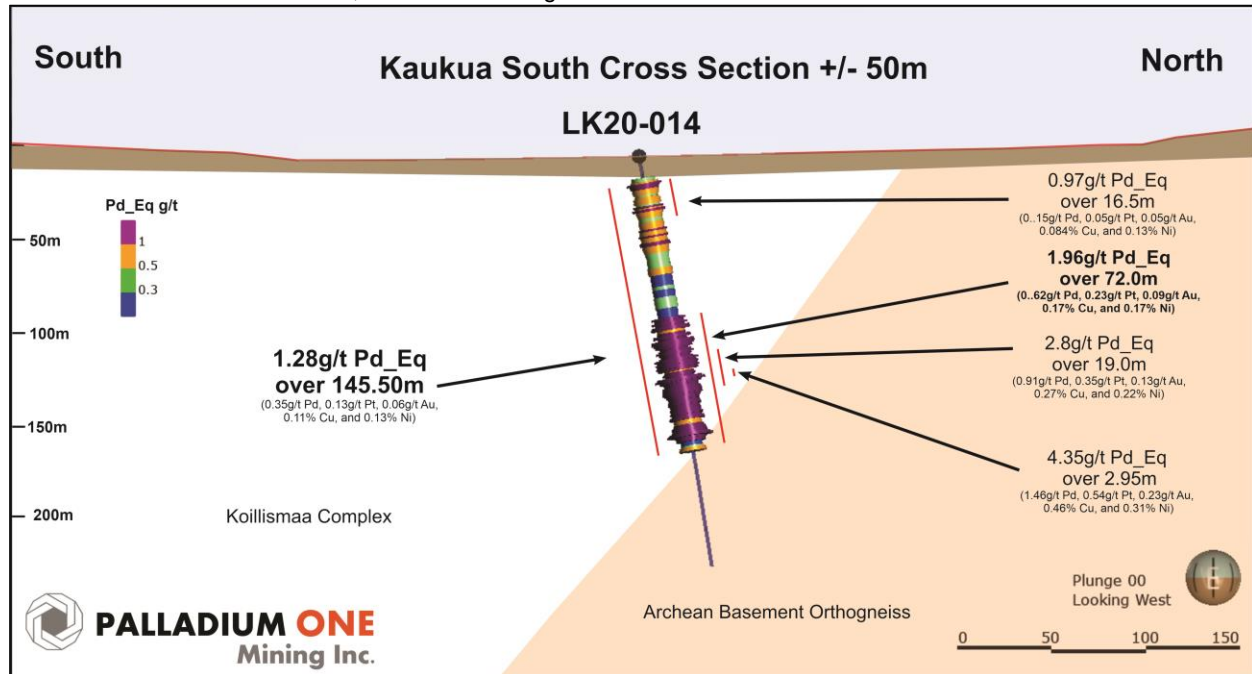 South
Kaukua South Cross Section +/- 50m
North
LK20-014
Pd_Eq g/t
1
0.5
0.3
50m
100m
150m
200m
0.97g/t Pd_Eq
over 16.5m
(0..15g/t Pd, 0.05g/t Pt, 0.05g/t Au,
0.084% Cu, and 0.13% Ni)
1.96g/t Pd_Eq
over 72.0m
(0..62g/t Pd, 0.23g/t Pt, 0.09g/t Au,
0.17% Cu, and 0.17% Ni)
2.8g/t Pd_Eq
over 19.0m
(0.91g/t Pd, 0.35g/t Pt, 0.13g/t Au,
0.27% Cu, and 0.22% Ni)
1.28g/t Pd_Eq
over 145.50m
(0.35g/t Pd, 0.13g/t Pt, 0.06g/t Au,
0.11% Cu, and 0.13% Ni)
4.35g/t Pd_Eq
over 2.95m
(1.46g/t Pd, 0.54g/t Pt, 0.23g/t Au,
0.46% Cu, and 0.31% Ni)
Koillismaa Complex
Archean Basement Orthogneiss
Plunge 00
Looking West
E
0 50 100 150
PALLADIUM ONE
Mining Inc.